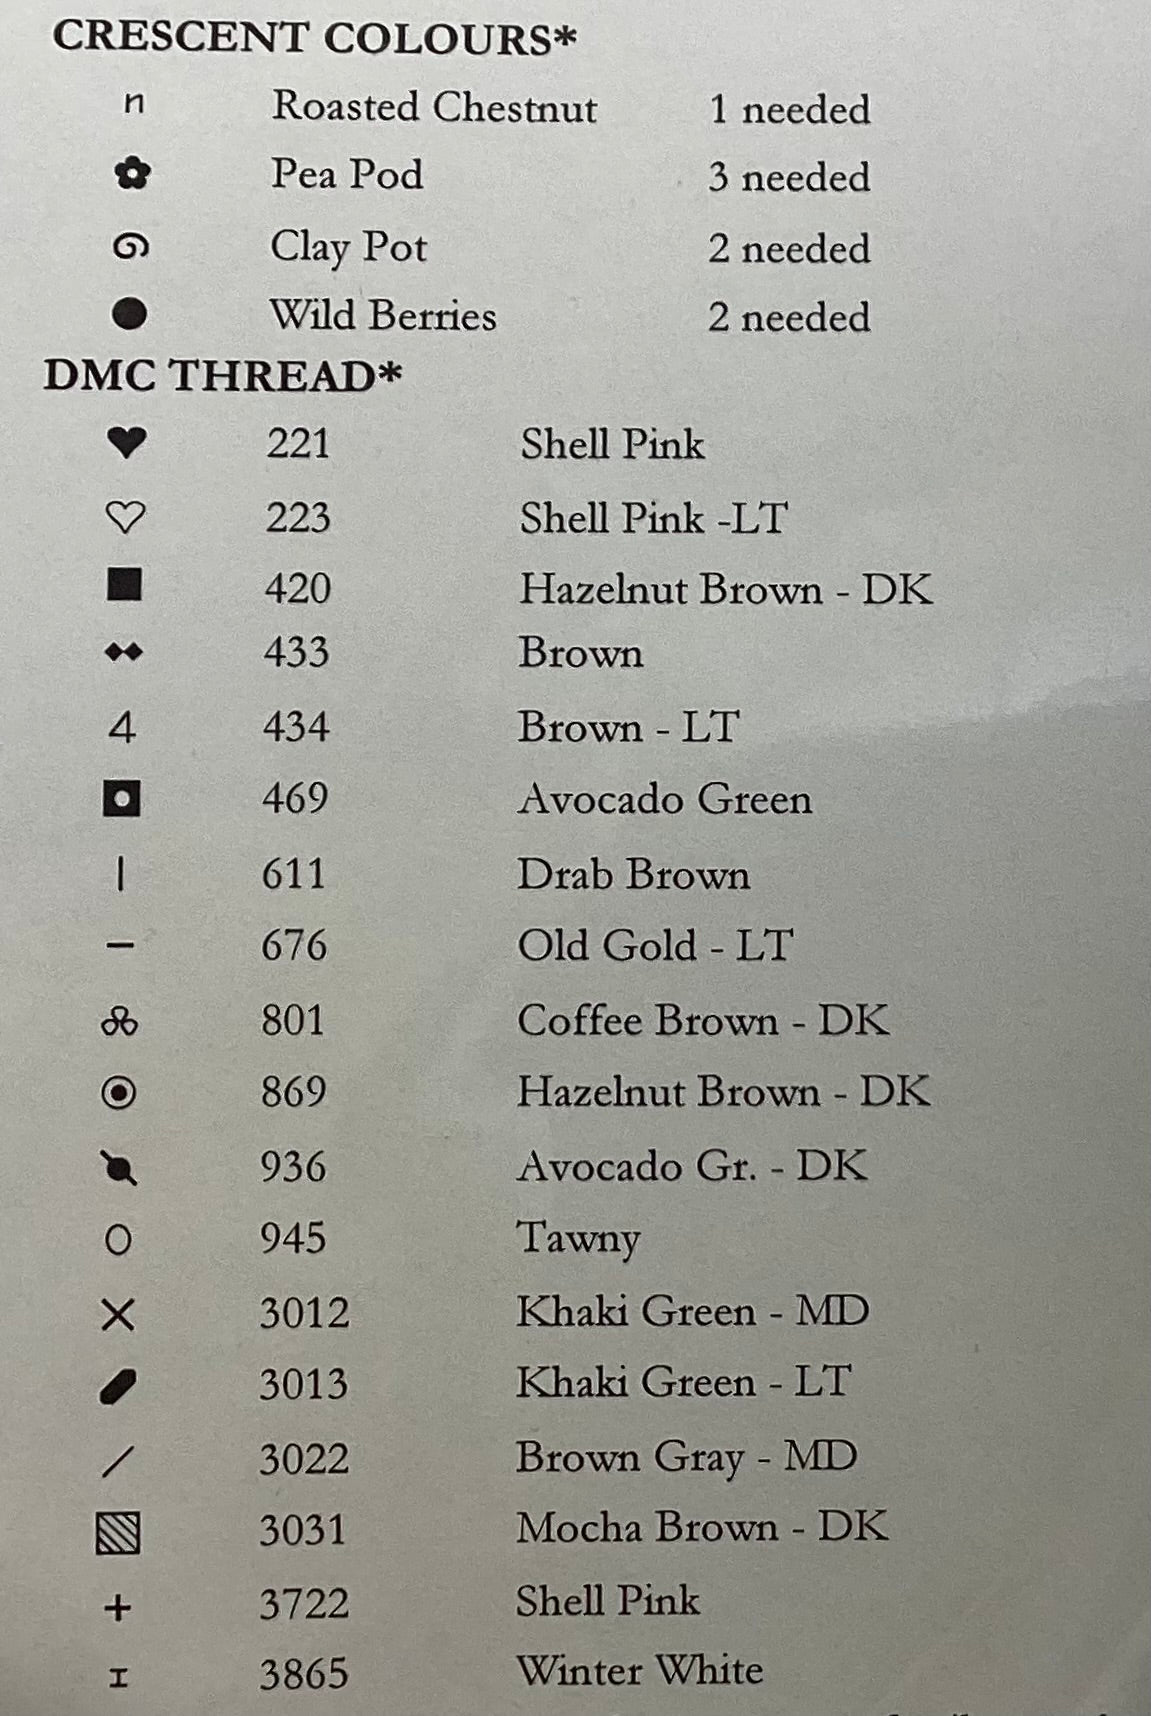 CRESCENT COLOURS*
n Roasted Chestnut 1 needed
Pea Pod 3 needed
Clay Pot 2 needed
Wild Berries 2 needed
DMC THREAD*
221 Shell Pink
223 Shell Pink -LT
420 Hazelnut Brown - DK
433 Brown
4 434 Brown - LT
469 Avocado Green
611 Drab Brown
676 Old Gold - LT
801 Coffee Brown - DK
869 Hazelnut Brown - DK
936 Avocado Gr. - DK
945 Tawny
3012 Khaki Green - MD
3013 Khaki Green - LT
3022 Brown Gray - MD
3031 Mocha Brown - DK
+ 3722 Shell Pink
I 3865 Winter White